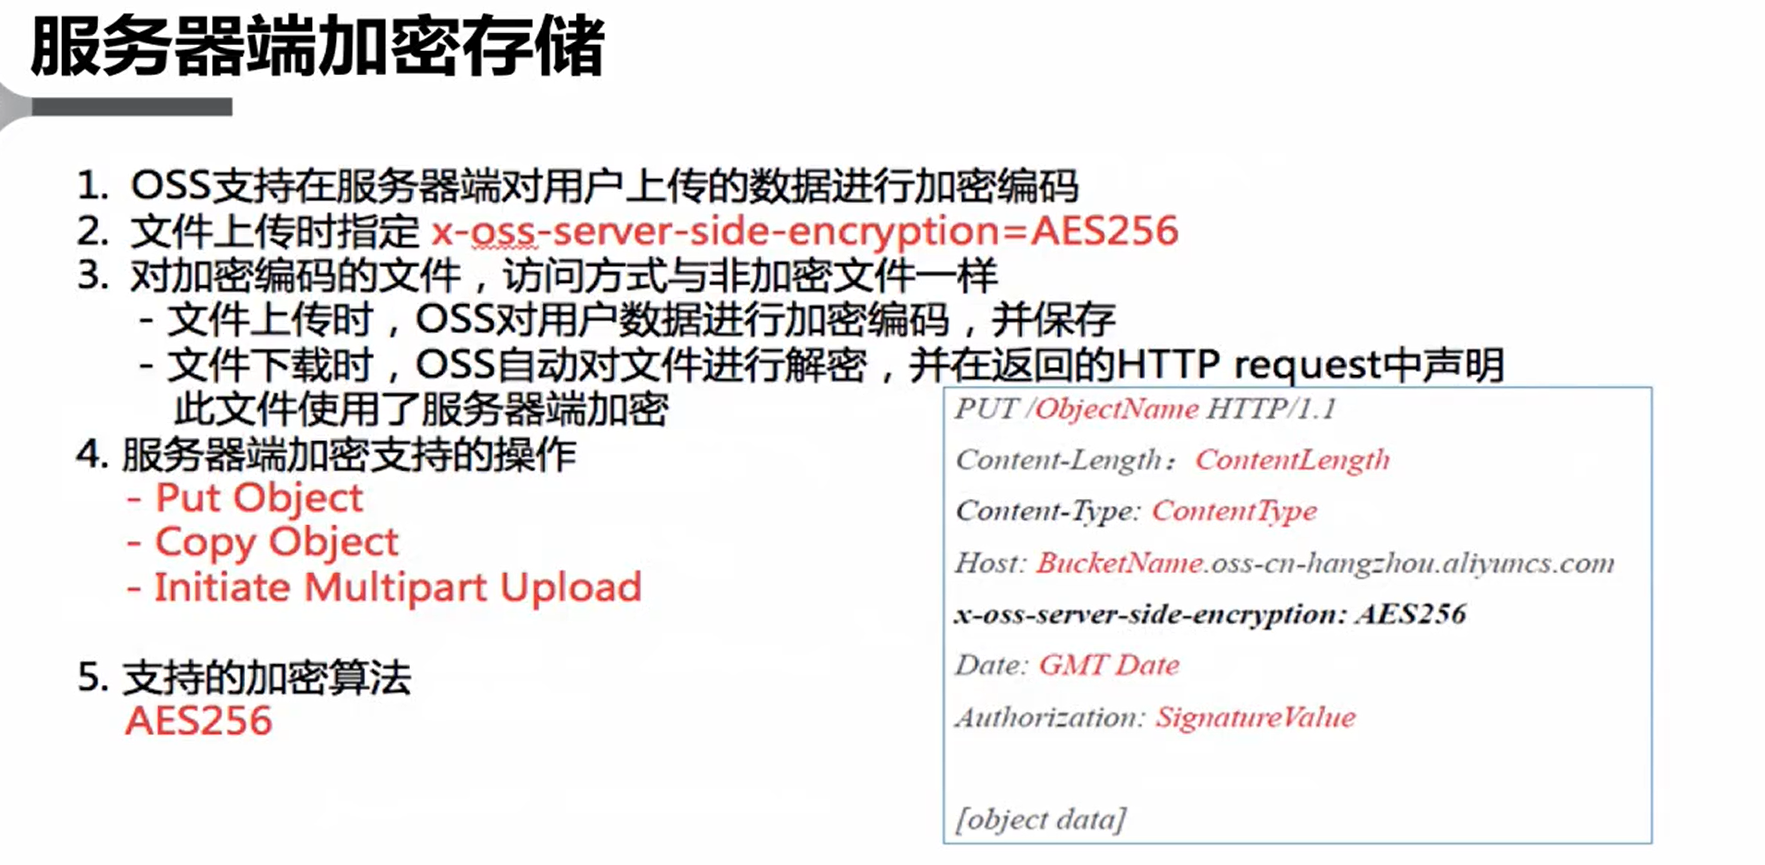 服务器端加密存储
1. OSS支持在服务器端对用户上传的数据进行加密编码
2. 文件上传时指定 x-oss-server-side-encryption=AES256
3. 对加密编码的文件，访问方式与非加密文件一样
- 文件上传时，OSS对用户数据进行加密编码，并保存
- 文件下载时，OSS自动对文件进行解密，并在返回的HTTP request中声明
此文件使用了服务器端加密
4. 服务器端加密支持的操作
- Put Object
- Copy Object
- Initiate Multipart Upload
5. 支持的加密算法
AES256
PUT /ObjectName HTTP/1.1
Content-Length：ContentLength
Content-Type: ContentType
Host: BucketName.oss-cn-hangzhou.aliyuncs.com
x-oss-server-side-encryption: AES256
Date: GMT Date
Authorization: SignatureValue
[object data]